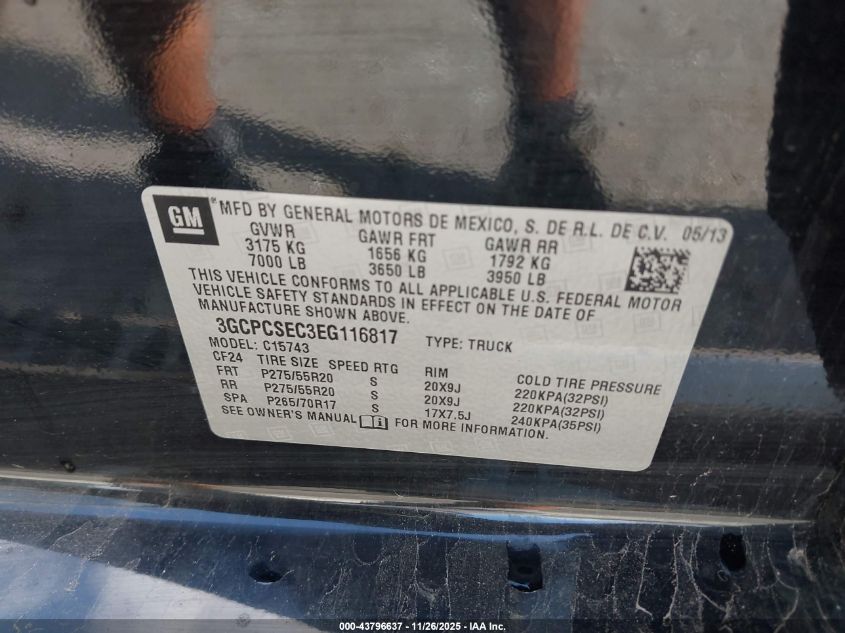 GM ® MFD BY GENERAL MOTORS DE MEXICO, S. DE R.L. DE C.V. 05/13
GVWR GAWR FRT GAWR RR
3175 KG 1656 KG 1792 KG
7000 LB 3650 LB 3950 LB
THIS VEHICLE CONFORMS TO ALL APPLICABLE U.S. FEDERAL MOTOR
VEHICLE SAFETY STANDARDS IN EFFECT ON THE DATE OF
MANUFACTURE SHOWN ABOVE.
3GCPCSEC3EG116817 TYPE: TRUCK
MODEL: C15743
CF24 TIRE SIZE SPEED RTG RIM COLD TIRE PRESSURE
FRT P275/55R20 S 20X9J 220KPA(32PSI)
RR P275/55R20 S 20X9J 220KPA(32PSI)
SPA P265/70R17 S 17X7.5J 240KPA(35PSI)
SEE OWNER'S MANUAL FOR MORE INFORMATION.
000-43796637 - 11/26/2025 - IAA Inc.